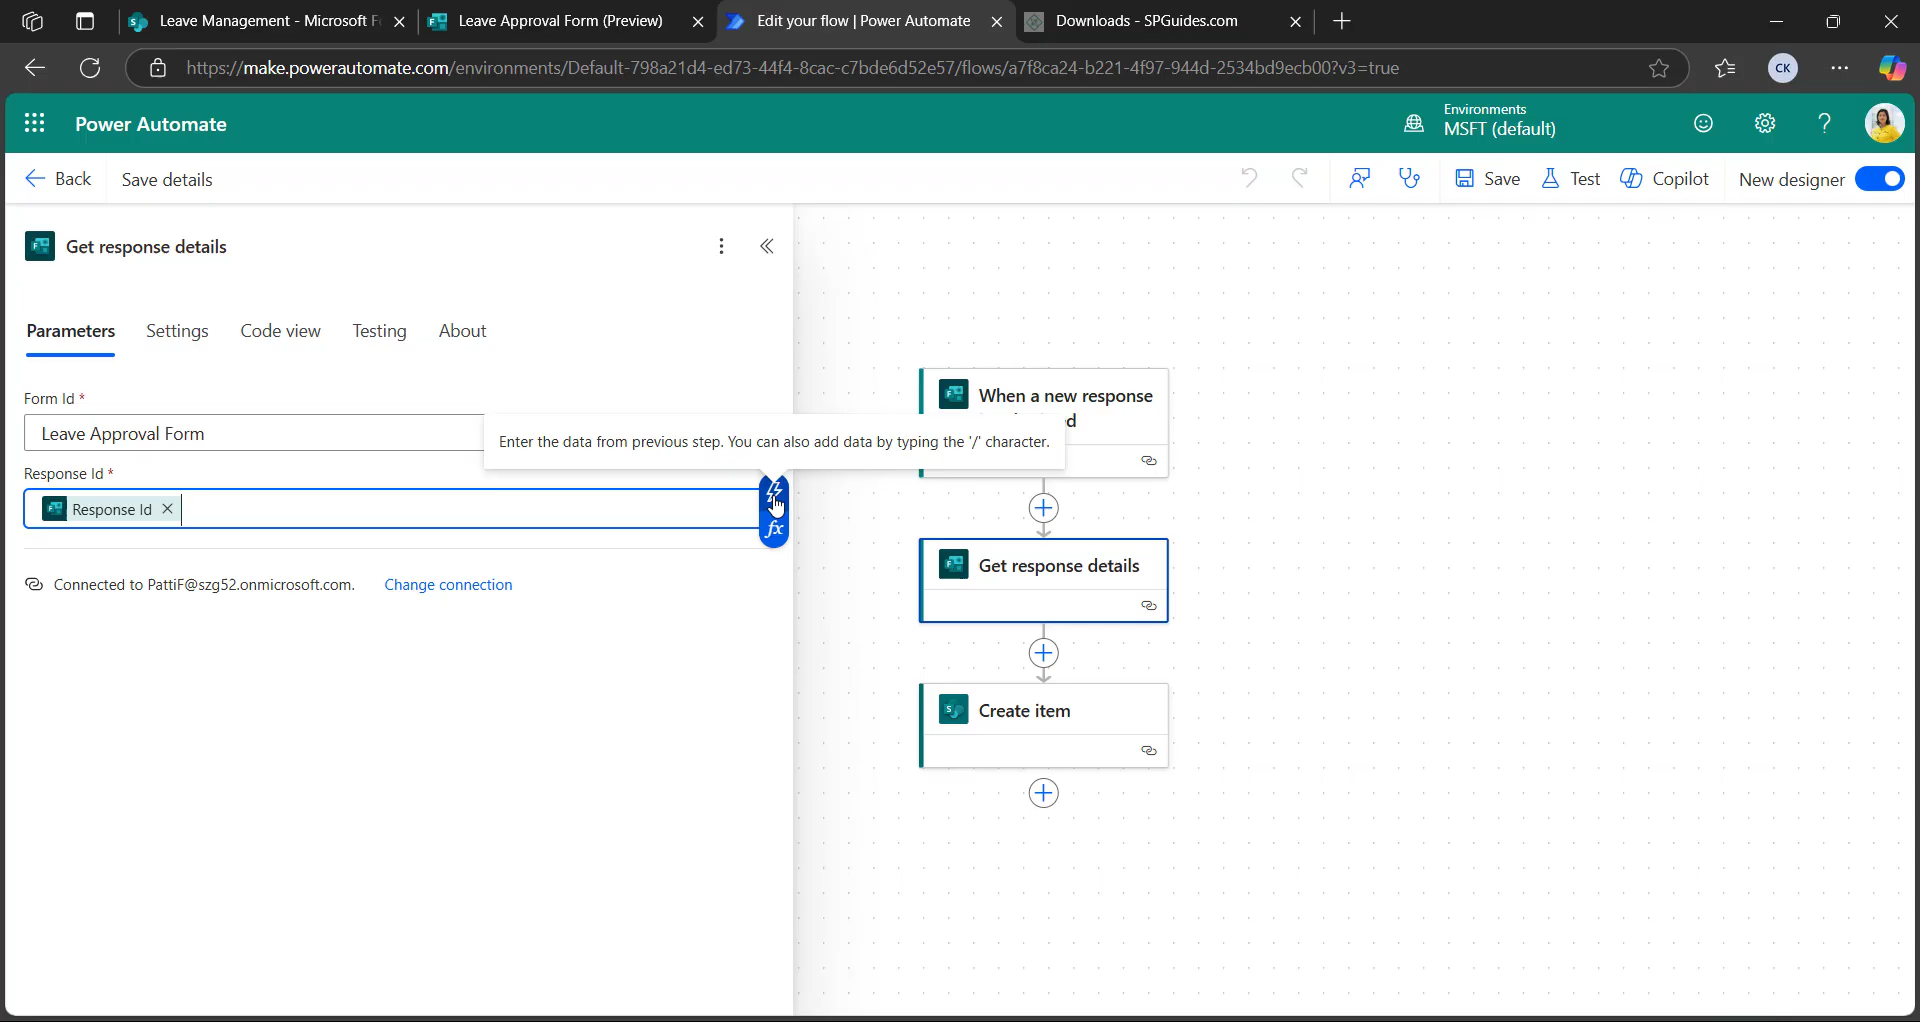 Leave Management - Microsoft F
Leave Approval Form (Preview)
Edit your flow | Power Automate
Downloads - SPGuides.com
https://make.powerautomate.com/environments/Default-798a21d4-ed73-44f4-8cac-c7bde6d52e57/flows/a7f8ca24-b221-4f97-944d-2534bd9ecb00?v3=true
CK
Power Automate
Environments
MSFT (default)
Back
Save details
Save
Test
Copilot
New designer
Get response details
Parameters
Settings
Code view
Testing
About
Form Id *
Leave Approval Form
Enter the data from previous step. You can also add data by typing the '/' character.
Response Id *
Response Id
fx
Connected to PattiF@szg52.onmicrosoft.com.
Change connection
When a new response
d
Get response details
Create item